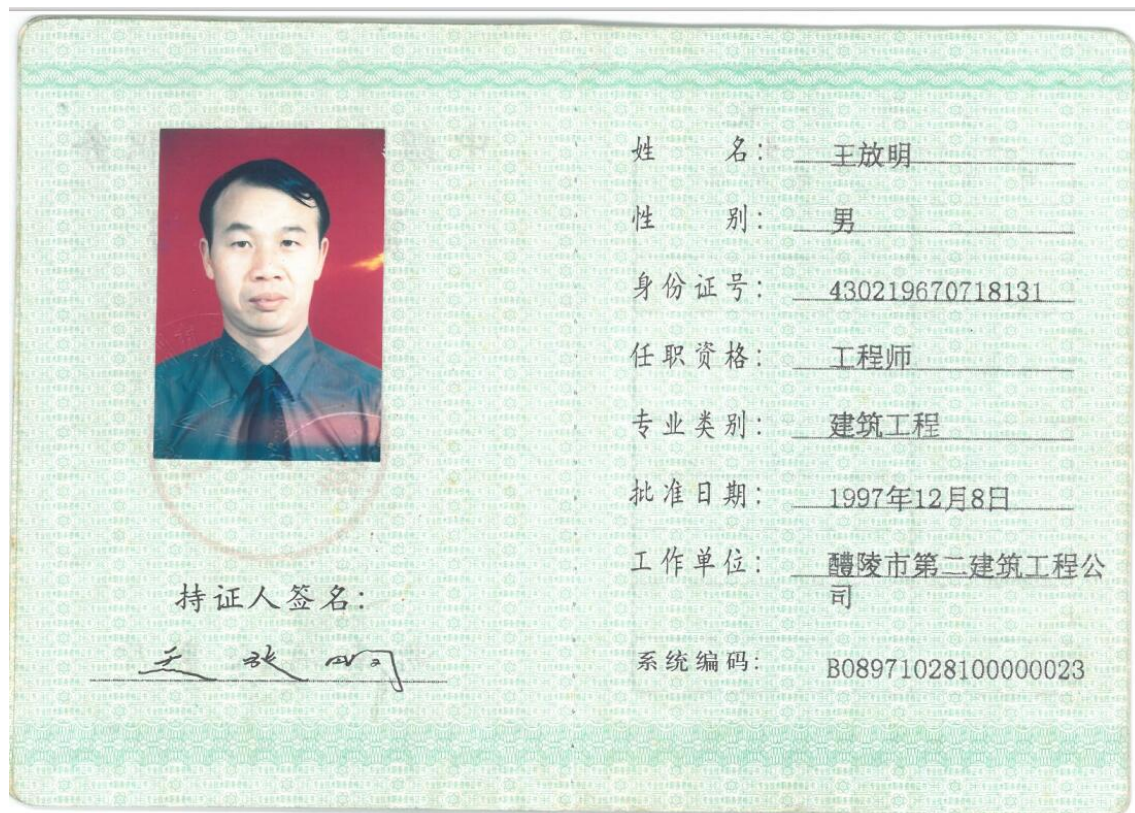 持证人签名:
王放明
姓 名: 王放明
性 别: 男
身份证号: 430219670718131
任职资格: 工程师
专业类别: 建筑工程
批准日期: 1997年12月8日
工作单位: 醴陵市第二建筑工程公
司
系统编码: B08971028100000023